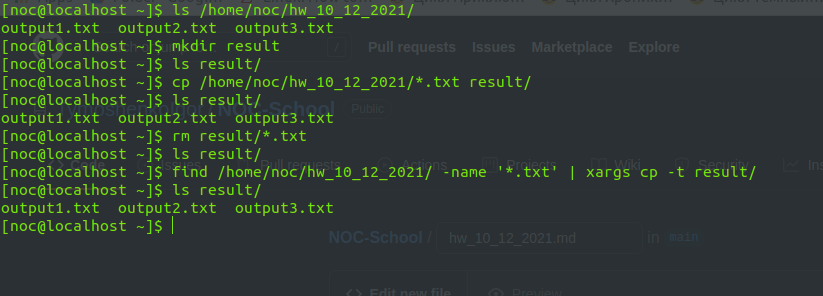 [noc@localhost ~]$ ls /home/noc/hw_10_12_2021/
output1.txt  output2.txt  output3.txt
[noc@localhost ~]$ mkdir result
Pull requests Issues Marketplace Explore
[noc@localhost ~]$ ls result/
[noc@localhost ~]$ cp /home/noc/hw_10_12_2021/*.txt result/
[noc@localhost ~]$ ls result/
NOC-School Public
output1.txt  output2.txt  output3.txt
[noc@localhost ~]$ rm result/*.txt
[noc@localhost ~]$ ls result/
Code Issues Pull requests Actions Projects Wiki Security
[noc@localhost ~]$ find /home/noc/hw_10_12_2021/ -name '*.txt' | xargs cp -t result/
[noc@localhost ~]$ ls result/
output1.txt  output2.txt  output3.txt
[noc@localhost ~]$
NOC-School / hw_10_12_2021.md in main
<> Edit new file Preview